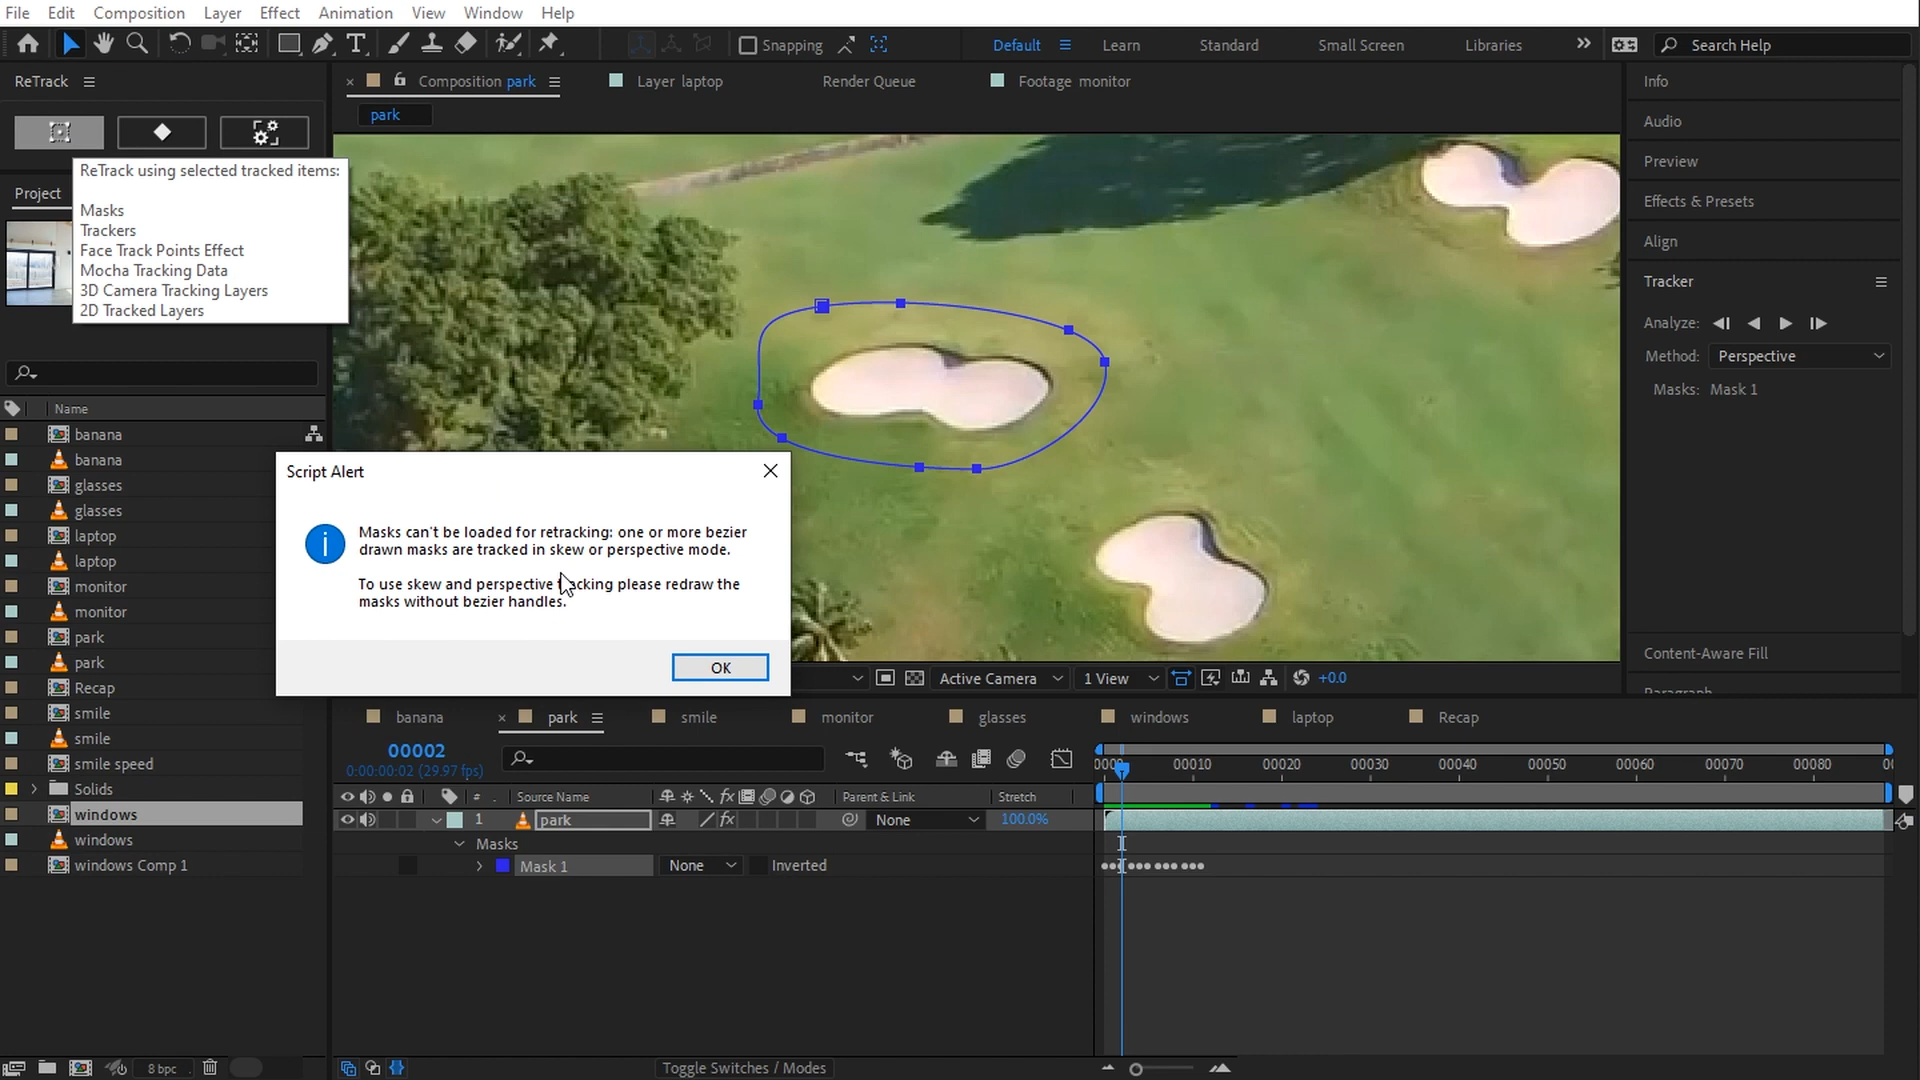 File Edit Composition Layer Effect Animation View Window Help
Snapping
Default Learn Standard Small Screen Libraries Search Help
ReTrack
Composition park
Layer laptop
Render Queue
Footage monitor
park
ReTrack using selected tracked items:
Masks
Trackers
Face Track Points Effect
Mocha Tracking Data
3D Camera Tracking Layers
2D Tracked Layers
Project
Name
banana
banana
glasses
glasses
laptop
laptop
monitor
monitor
park
park
Recap
smile
smile
smile speed
Solids
windows
windows
windows Comp 1
8 bpc
Script Alert
Masks can't be loaded for retracking: one or more bezier
drawn masks are tracked in skew or perspective mode.
To use skew and perspective tracking please redraw the
masks without bezier handles.
OK
Active Camera 1 View +0.0
Info
Audio
Preview
Effects & Presets
Align
Tracker
Analyze:
Method: Perspective
Masks: Mask 1
Content-Aware Fill
Paragraph
banana park smile monitor glasses windows laptop Recap
00002
0:00:00:02 (29.97 fps)
# Source Name fx Parent & Link Stretch
00010 00020 00030 00040 00050 00060 00070 00080
1 park fx None 100.0%
Masks
Mask 1 None Inverted
Toggle Switches / Modes